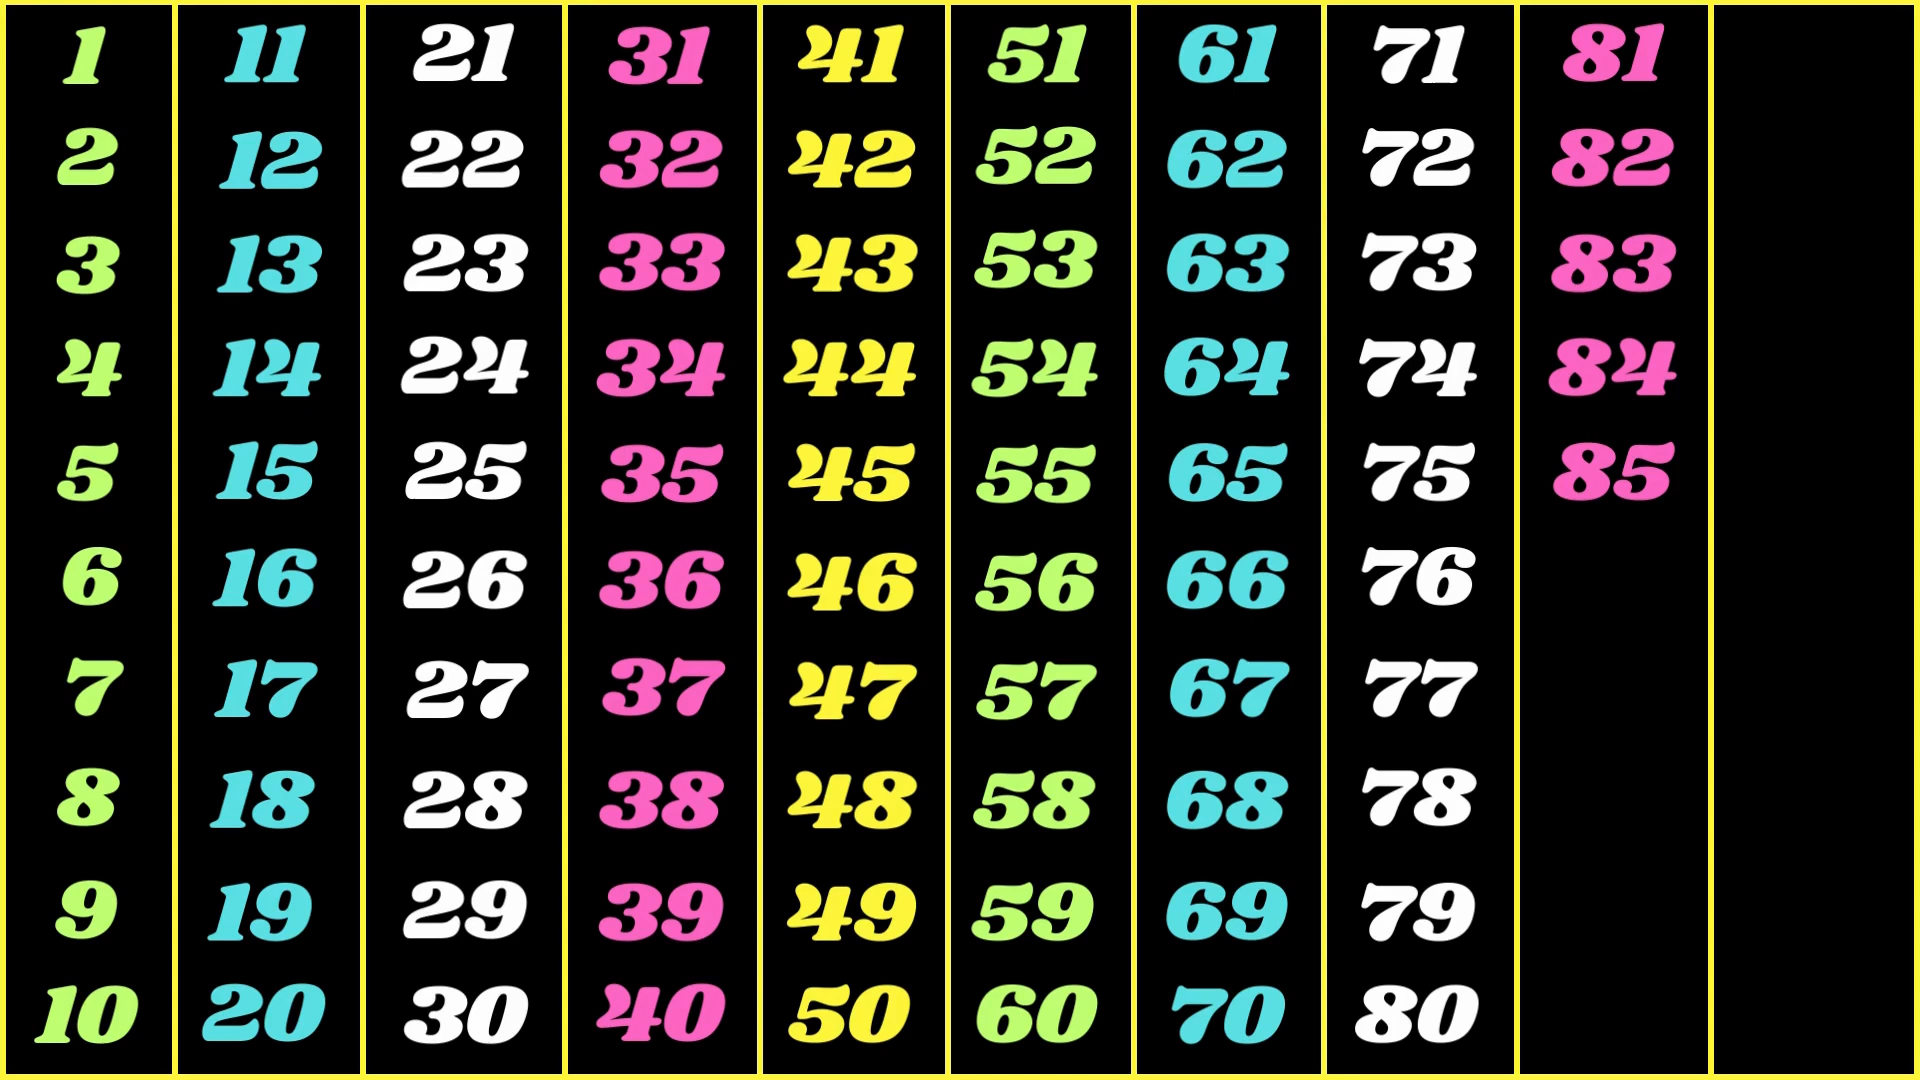 1 11 21 31 41 51 61 71 81
2 12 22 32 42 52 62 72 82
3 13 23 33 43 53 63 73 83
4 14 24 34 44 54 64 74 84
5 15 25 35 45 55 65 75 85
6 16 26 36 46 56 66 76
7 17 27 37 47 57 67 77
8 18 28 38 48 58 68 78
9 19 29 39 49 59 69 79
10 20 30 40 50 60 70 80